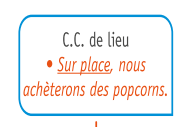 C.C. de lieu
• Sur place, nous
achèterons des popcorns.